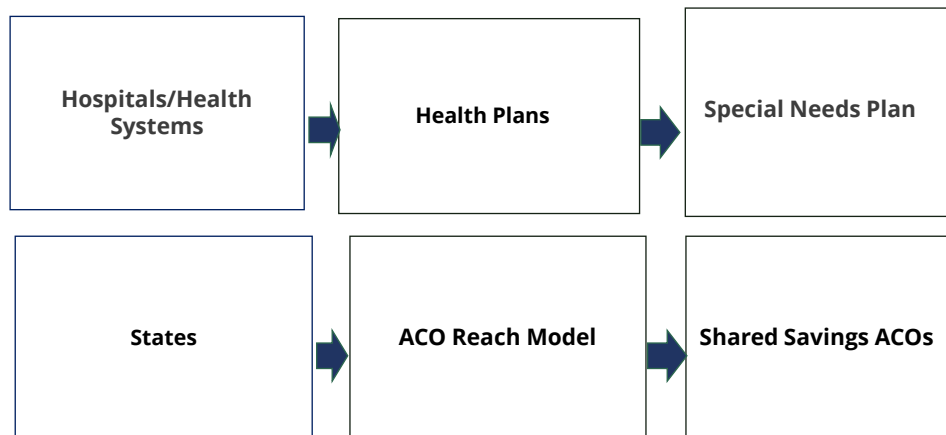 Hospitals/Health
Systems
Health Plans
Special Needs Plan
States
ACO Reach Model
Shared Savings ACOs